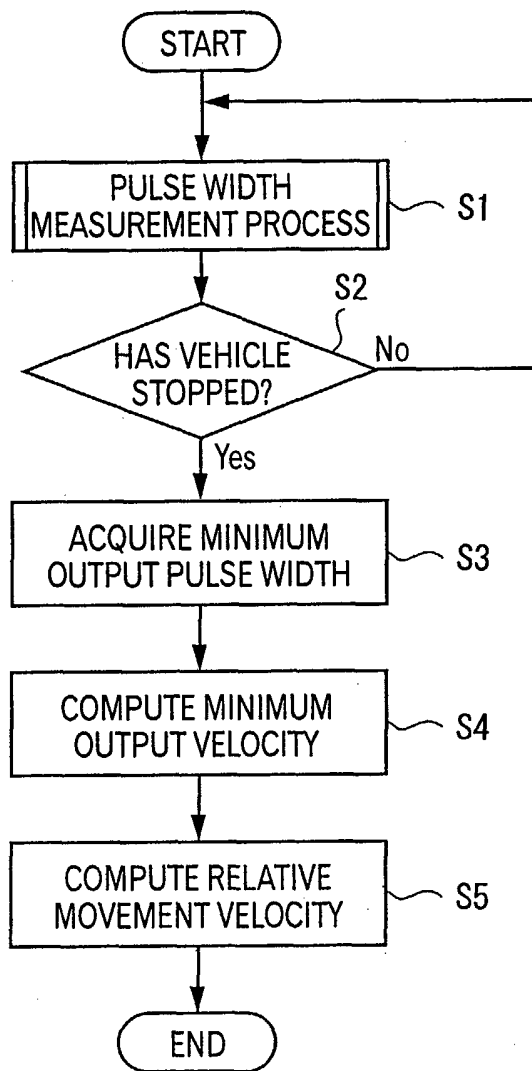 START
PULSE WIDTH
MEASUREMENT PROCESS
S1
S2
HAS VEHICLE
STOPPED?
No
Yes
ACQUIRE MINIMUM
OUTPUT PULSE WIDTH
S3
COMPUTE MINIMUM
OUTPUT VELOCITY
S4
COMPUTE RELATIVE
MOVEMENT VELOCITY
S5
END